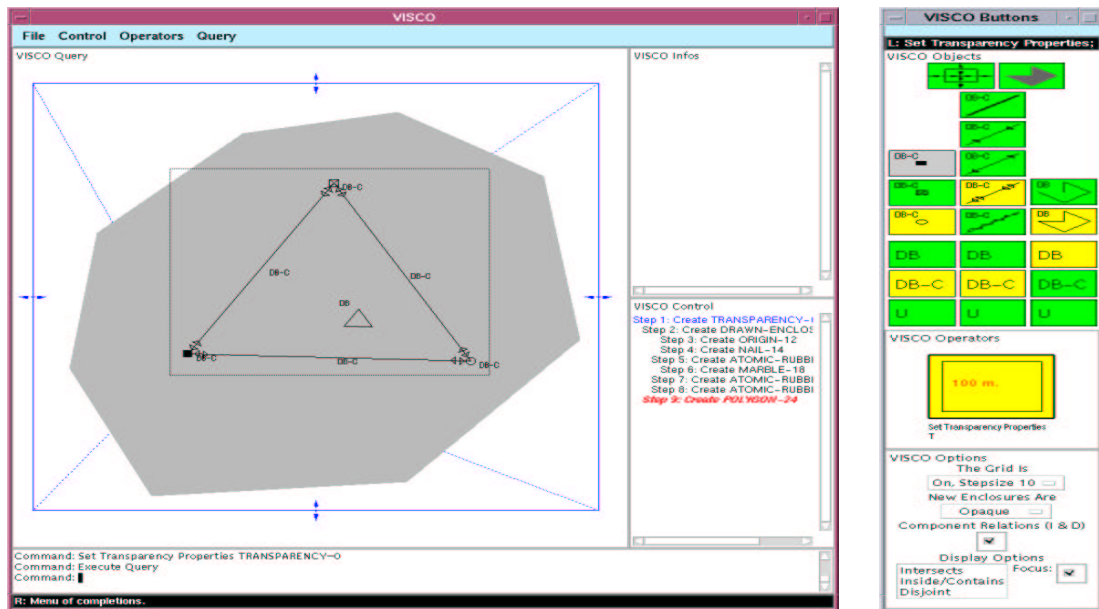 VISCO
File Control Operators Query
VISCO Query
DB-C
DB-C
DB-C
DB
DB-C
DB-C
DB-C
VISCO Infos
VISCO Control
Step 1: Create TRANSPARENCY-
Step 2: Create DRAWN-ENCLOS
Step 3: Create ORIGIN-12
Step 4: Create NAIL-14
Step 5: Create ATOMIC-RUBBI
Step 6: Create MARBLE-18
Step 7: Create ATOMIC-RUBBI
Step 8: Create ATOMIC-RUBBI
Step 9: Create POLYGON-24
Command: Set Transparency Properties TRANSPARENCY-0
Command: Execute Query
Command:
R: Menu of completions.
VISCO Buttons
L: Set Transparency Properties;
VISCO Objects
DB-C
DB-C
DB-C DB-C
DB-C DB-C DB
DB-C DB-C DB
DB DB DB
DB-C DB-C DB-C
U U U
VISCO Operators
100 m.
Set Transparency Properties
T
VISCO Options
The Grid Is
On, Stepsize 10
New Enclosures Are
Opaque
Component Relations (I & D)
Display Options
Intersects Focus:
Inside/Contains
Disjoint